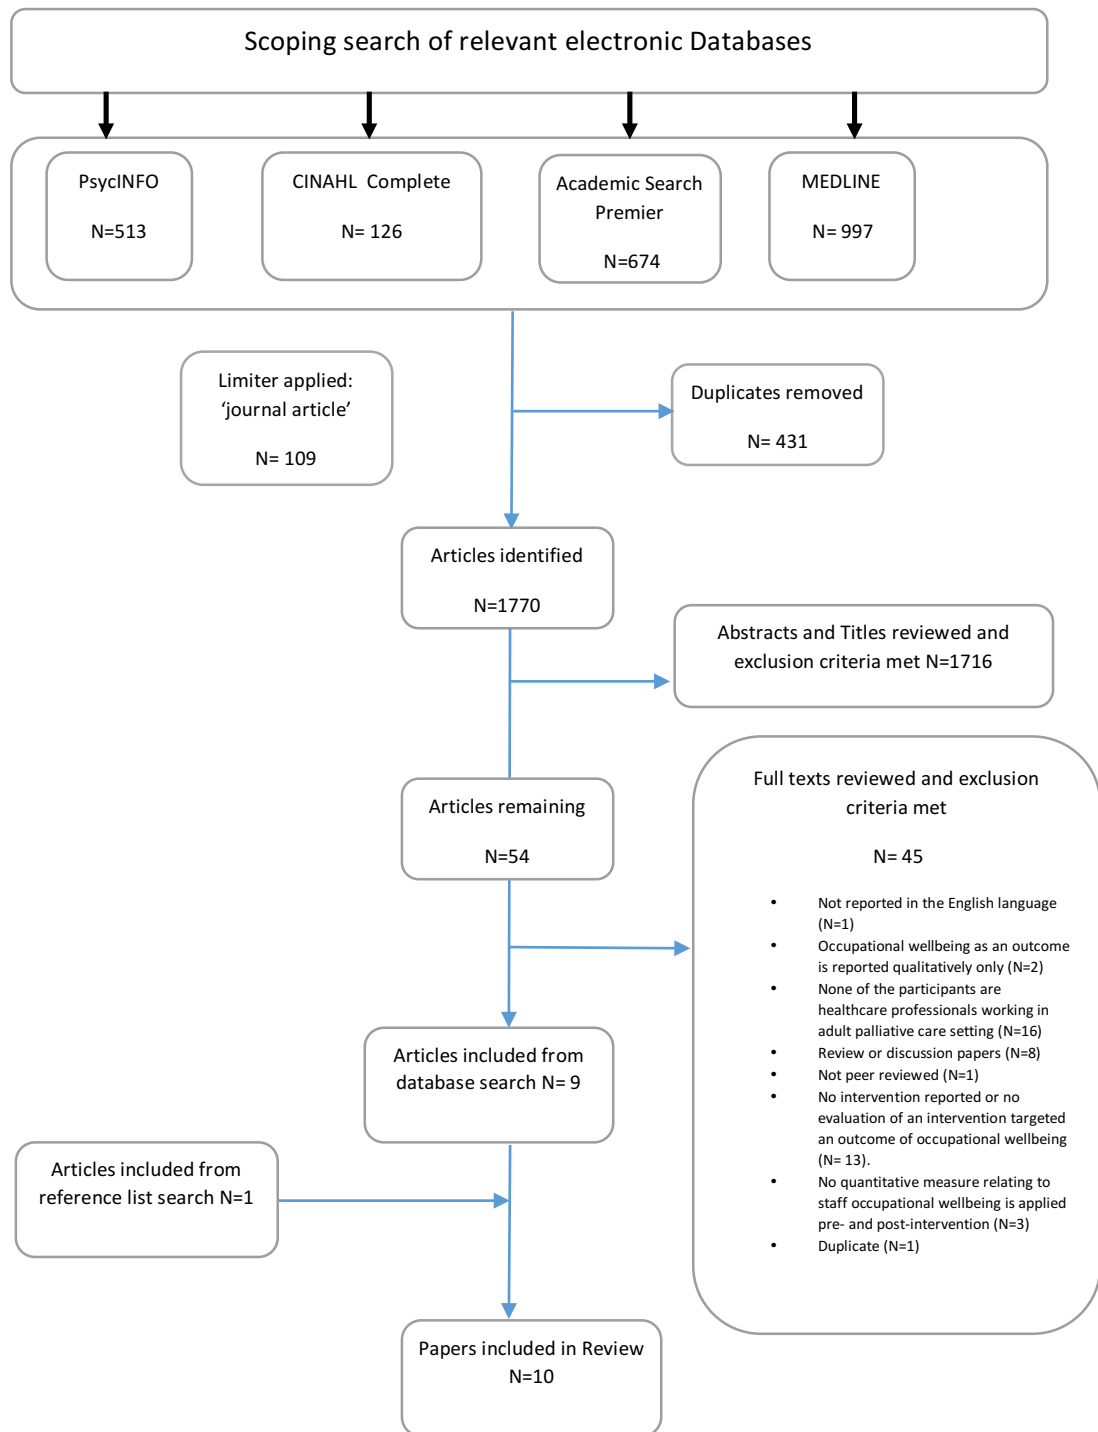 Scoping search of relevant electronic Databases
PsycINFO
N=513
CINAHL Complete
N= 126
Academic Search
Premier
N=674
MEDLINE
N= 997
Limiter applied:
‘journal article’
N= 109
Duplicates removed
N= 431
Articles identified
N=1770
Abstracts and Titles reviewed and
exclusion criteria met N=1716
Articles remaining
N=54
Full texts reviewed and exclusion
criteria met
N= 45
• Not reported in the English language
(N=1)
• Occupational wellbeing as an outcome
is reported qualitatively only (N=2)
• None of the participants are
healthcare professionals working in
adult palliative care setting (N=16)
• Review or discussion papers (N=8)
• Not peer reviewed (N=1)
• No intervention reported or no
evaluation of an intervention targeted
an outcome of occupational wellbeing
(N= 13).
• No quantitative measure relating to
staff occupational wellbeing is applied
pre- and post-intervention (N=3)
• Duplicate (N=1)
Articles included from
database search N= 9
Articles included from
reference list search N=1
Papers included in Review
N=10